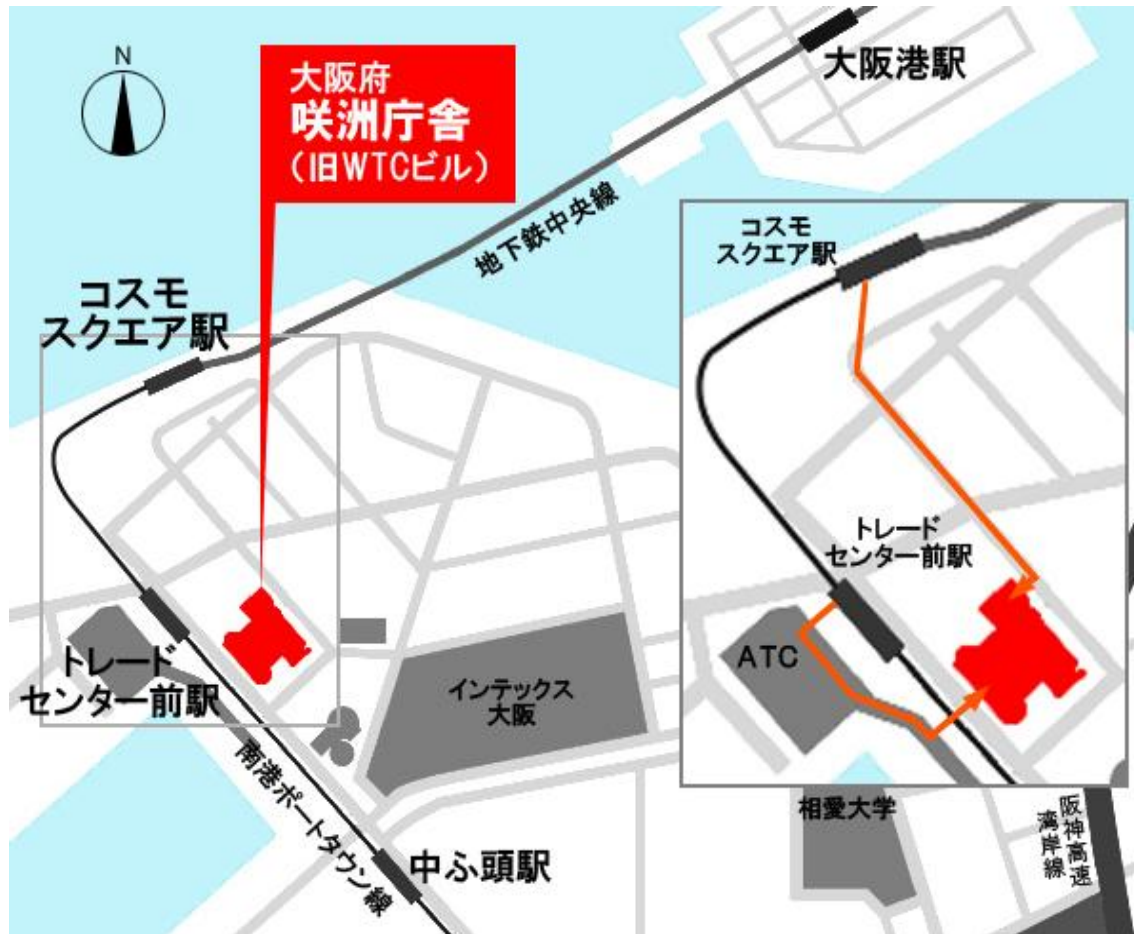 N
大阪府
咲洲庁舎
（旧WTCビル）
大阪港駅
地下鉄中央線
コスモ
スクエア駅
トレード
センター前駅
インテックス
大阪
南港ポートタウン線
中ふ頭駅
コスモ
スクエア駅
トレード
センター前駅
ATC
相愛大学
阪神高速
湾岸線